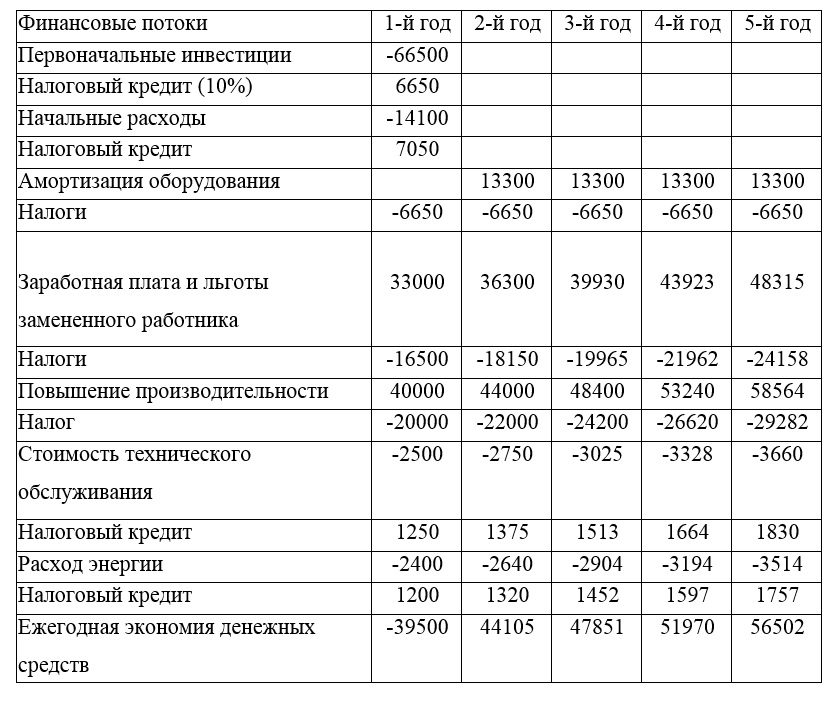 Финансовые потоки 1-й год 2-й год 3-й год 4-й год 5-й год
Первоначальные инвестиции -66500
Налоговый кредит (10%) 6650
Начальные расходы -14100
Налоговый кредит 7050
Амортизация оборудования 13300 13300 13300 13300
Налоги -6650 -6650 -6650 -6650 -6650
Заработная плата и льготы 33000 36300 39930 43923 48315
замененного работника
Налоги -16500 -18150 -19965 -21962 -24158
Повышение производительности 40000 44000 48400 53240 58564
Налог -20000 -22000 -24200 -26620 -29282
Стоимость технического -2500 -2750 -3025 -3328 -3660
обслуживания
Налоговый кредит 1250 1375 1513 1664 1830
Расход энергии -2400 -2640 -2904 -3194 -3514
Налоговый кредит 1200 1320 1452 1597 1757
Ежегодная экономия денежных -39500 44105 47851 51970 56502
средств